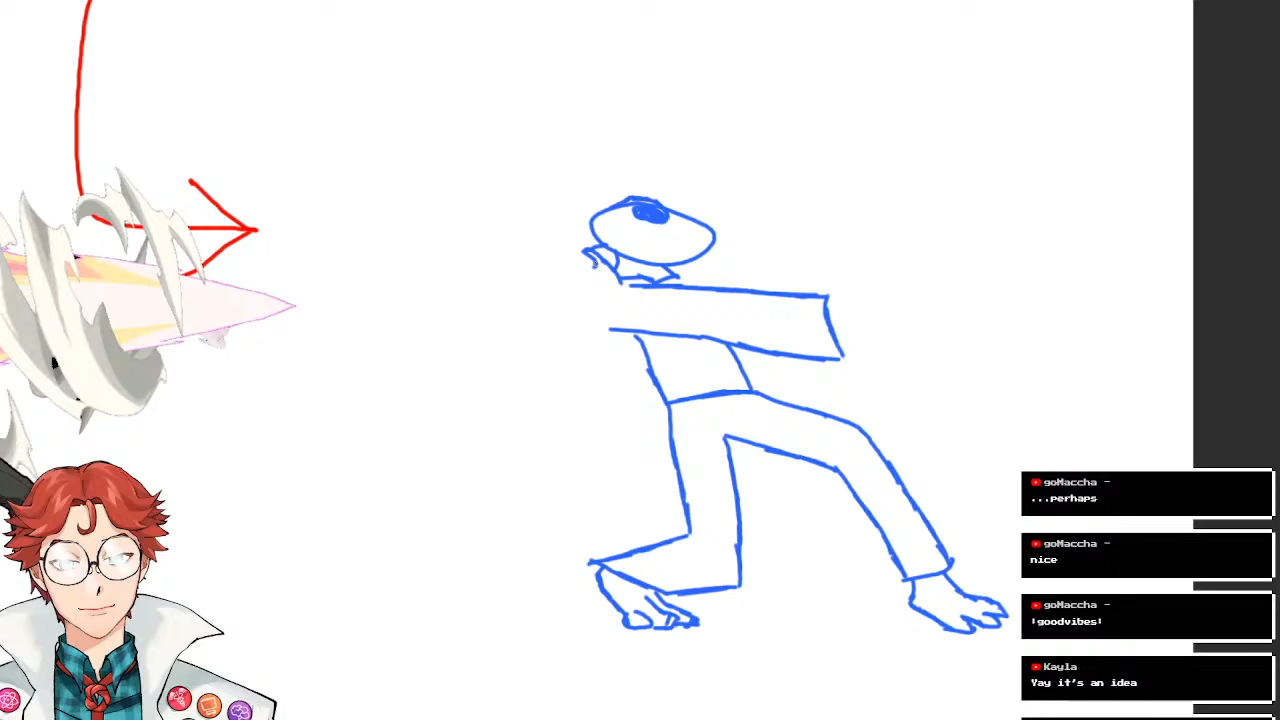 goMaccha -
...perhaps
goMaccha -
nice
goMaccha -
!goodvibes!
Kayla
Yay it's an idea